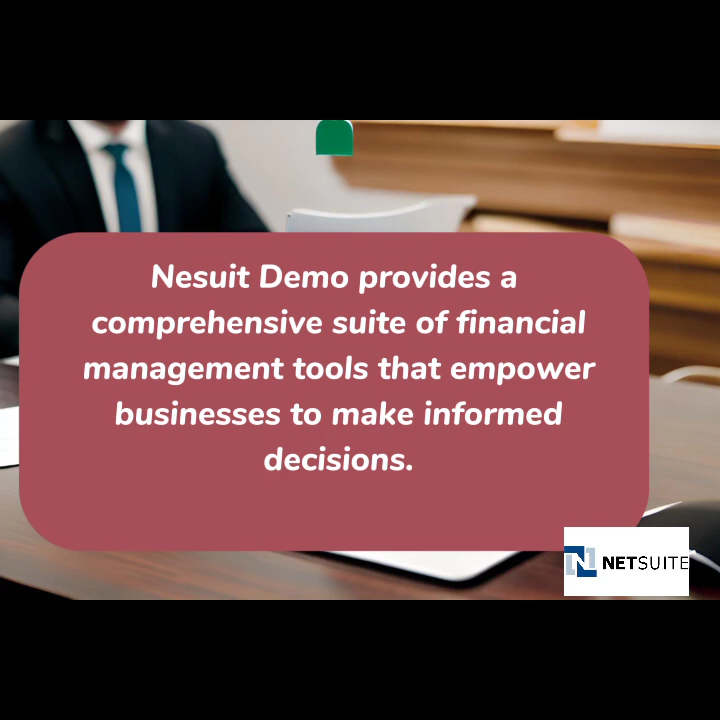 Nesuit Demo provides a
comprehensive suite of financial
management tools that empower
businesses to make informed
decisions.
NETSUITE